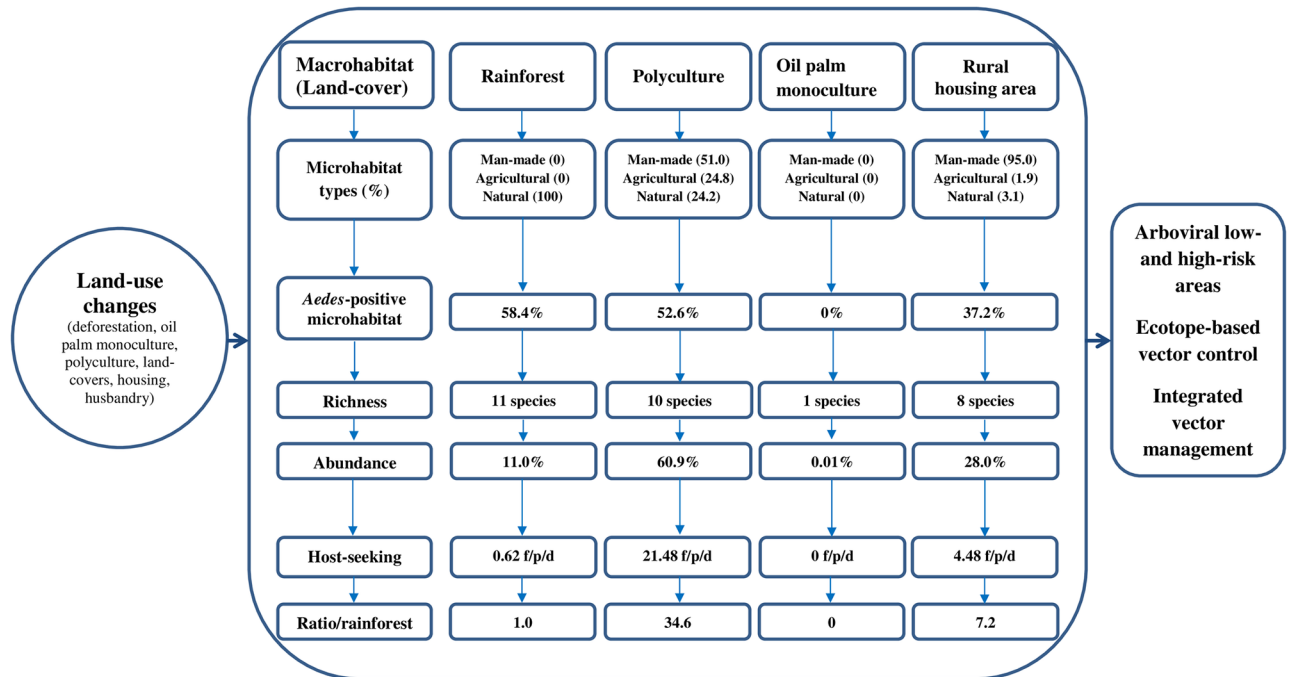 Land-use
changes
(deforestation, oil
palm monoculture,
polyculture, land-
covers, housing,
husbandry)
Macrohabitat
(Land-cover)
Rainforest
Polyculture
Oil palm
monoculture
Rural
housing area
Microhabitat
types (%)
Man-made (0)
Agricultural (0)
Natural (100)
Man-made (51.0)
Agricultural (24.8)
Natural (24.2)
Man-made (0)
Agricultural (0)
Natural (0)
Man-made (95.0)
Agricultural (1.9)
Natural (3.1)
Aedes-positive
microhabitat
58.4%
52.6%
0%
37.2%
Richness
11 species
10 species
1 species
8 species
Abundance
11.0%
60.9%
0.01%
28.0%
Host-seeking
0.62 f/p/d
21.48 f/p/d
0 f/p/d
4.48 f/p/d
Ratio/rainforest
1.0
34.6
0
7.2
Arboviral low-
and high-risk
areas
Ecotope-based
vector control
Integrated
vector
management